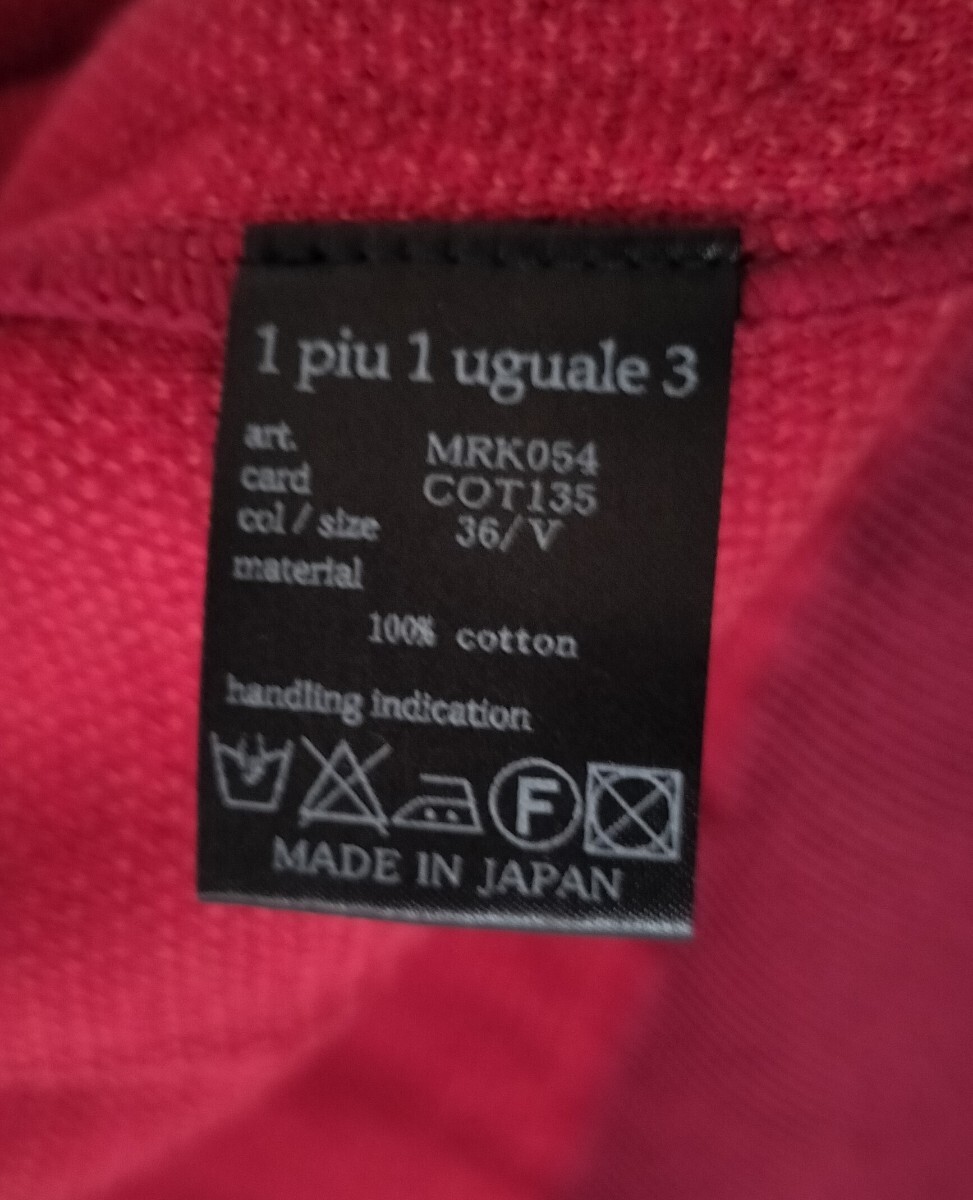 1 piu 1 uguale 3
art. MRK054
card COT135
col / size 36/V
material
100% cotton
handling indication
F
MADE IN JAPAN